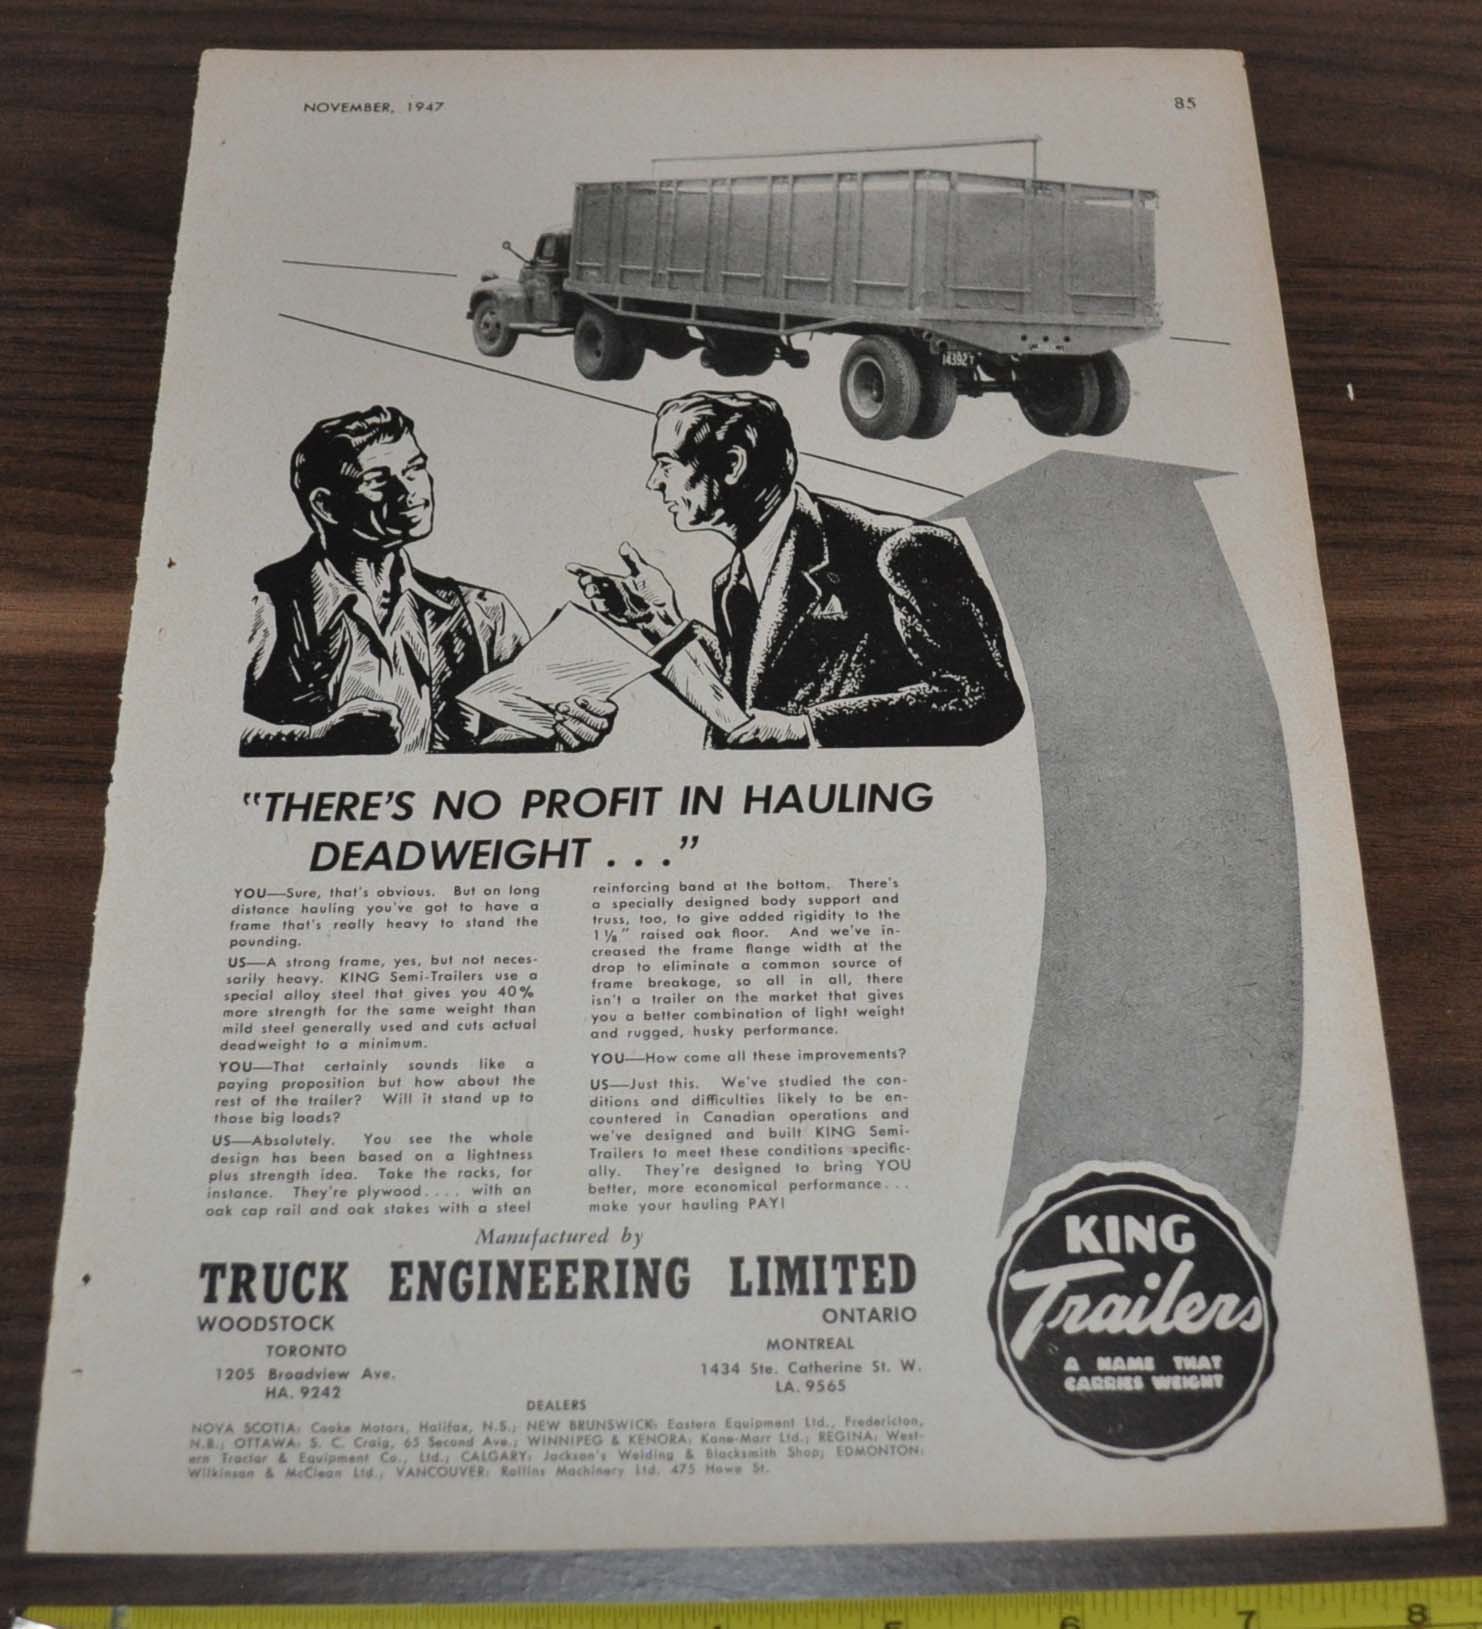 NOVEMBER, 1947
85
14392 T
"THERE'S NO PROFIT IN HAULING
DEADWEIGHT . . ."
YOU—Sure, that's obvious. But on long
distance hauling you've got to have a
frame that's really heavy to stand the
pounding.
US—A strong frame, yes, but not neces-
sarily heavy. KING Semi-Trailers use a
special alloy steel that gives you 40%
more strength for the same weight than
mild steel generally used and cuts actual
deadweight to a minimum.
YOU—That certainly sounds like a
paying proposition but how about the
rest of the trailer? Will it stand up to
those big loads?
US—Absolutely. You see the whole
design has been based on a lightness
plus strength idea. Take the racks, for
instance. They're plywood. . . . with an
oak cap rail and oak stakes with a steel
reinforcing band at the bottom. There's
a specially designed body support and
truss, too, to give added rigidity to the
1⅛" raised oak floor. And we've in-
creased the frame flange width at the
drop to eliminate a common source of
frame breakage, so all in all, there
isn't a trailer on the market that gives
you a better combination of light weight
and rugged, husky performance.
YOU—How come all these improvements?
US—Just this. We've studied the con-
ditions and difficulties likely to be en-
countered in Canadian operations and
we've designed and built KING Semi-
Trailers to meet these conditions specific-
ally. They're designed to bring YOU
better, more economical performance. . .
make your hauling PAY!
Manufactured by
TRUCK ENGINEERING LIMITED
WOODSTOCK ONTARIO
TORONTO
1205 Broadview Ave.
HA. 9242
MONTREAL
1434 Ste. Catherine St. W.
LA. 9565
DEALERS
NOVA SCOTIA: Cooke Motors, Halifax, N.S.; NEW BRUNSWICK: Eastern Equipment Ltd., Fredericton,
N.B.; OTTAWA: S. C. Craig, 65 Second Ave.; WINNIPEG & KENORA: Kane-Marr Ltd.; REGINA: West-
ern Tractor & Equipment Co., Ltd.; CALGARY: Jackson's Welding & Blacksmith Shop; EDMONTON:
Wilkinson & McClean Ltd.; VANCOUVER: Rollins Machinery Ltd. 475 Howe St.
KING
Trailers
A NAME THAT
CARRIES WEIGHT
5 6 7 8